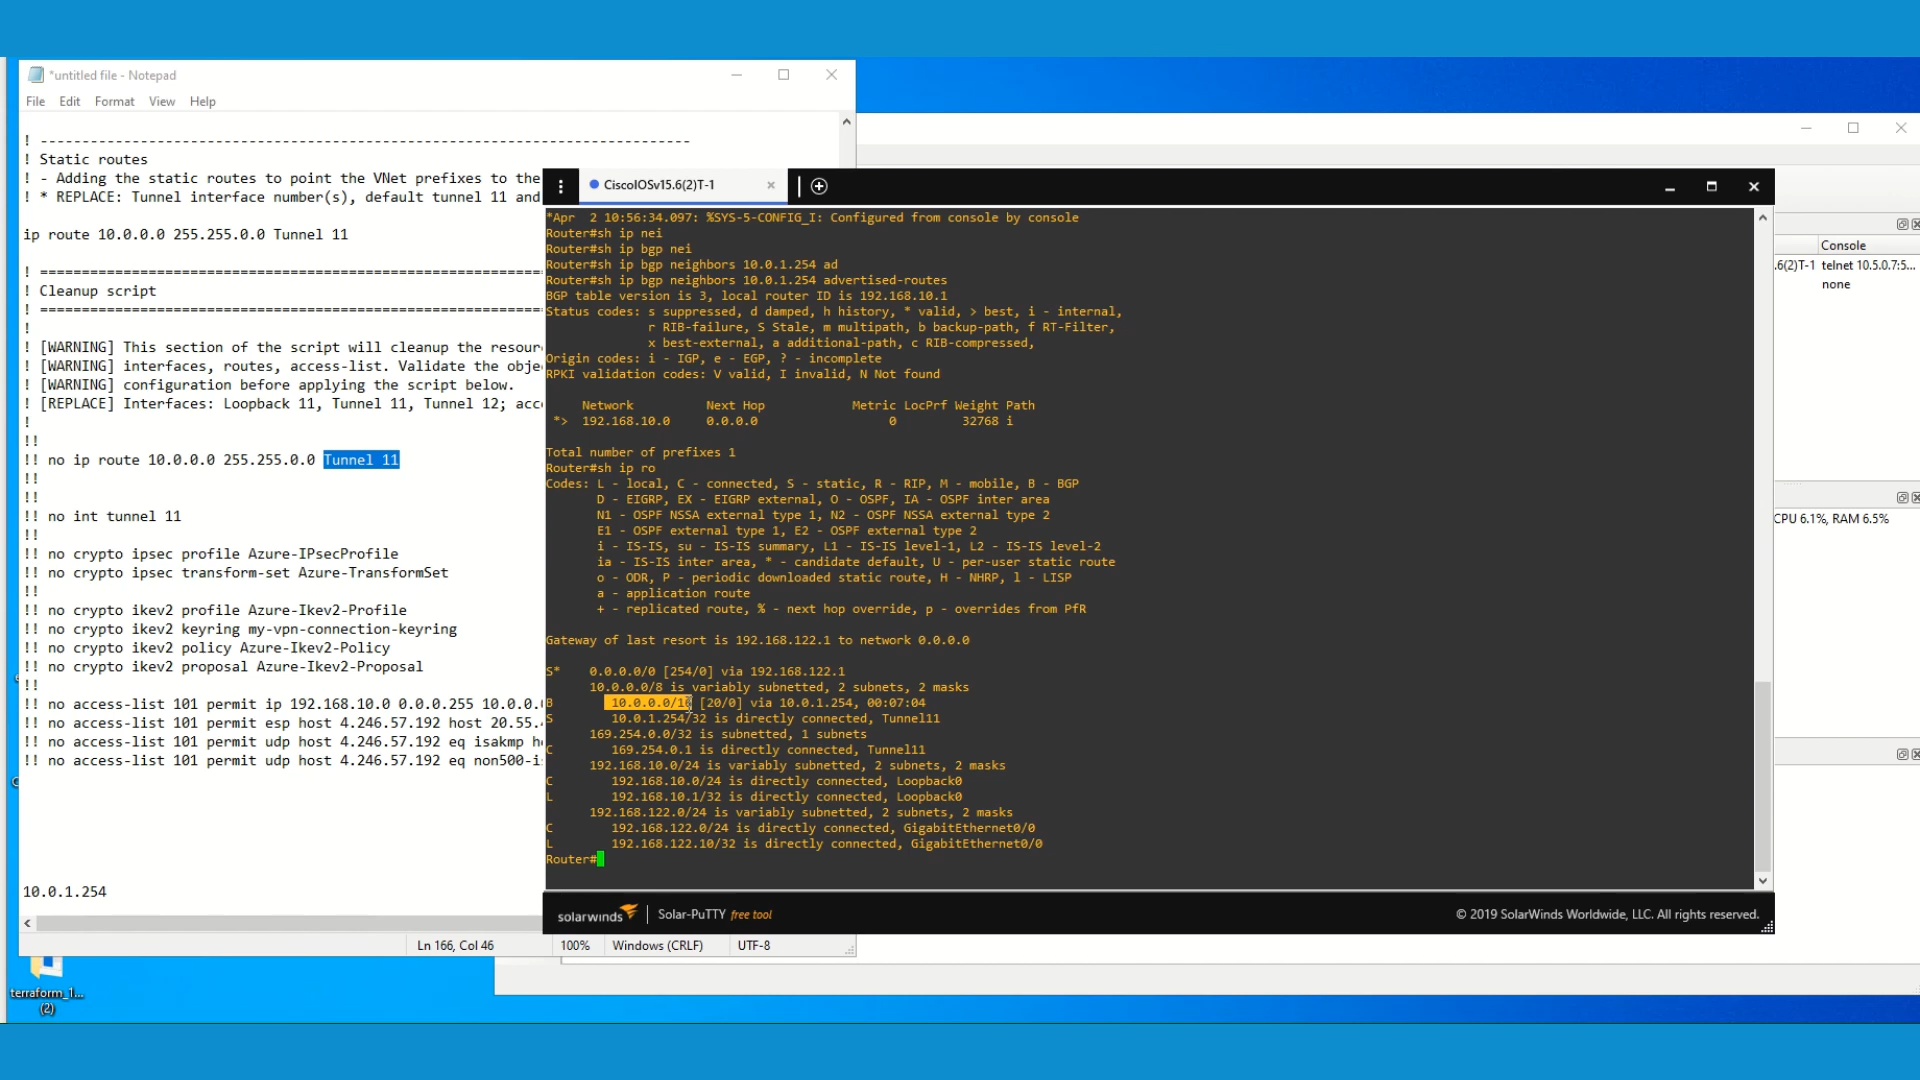 *untitled file - Notepad
File Edit Format View Help
! -------------------------------------------------------------------------------
! Static routes
! - Adding the static routes to point the VNet prefixes to the
! * REPLACE: Tunnel interface number(s), default tunnel 11 and
ip route 10.0.0.0 255.255.0.0 Tunnel 11
! ============================================================
! Cleanup script
! ============================================================
!
! [WARNING] This section of the script will cleanup the resour
! [WARNING] interfaces, routes, access-list. Validate the obje
! [WARNING] configuration before applying the script below.
! [REPLACE] Interfaces: Loopback 11, Tunnel 11, Tunnel 12; acc
!
!!
!! no ip route 10.0.0.0 255.255.0.0 Tunnel 11
!!
!!
!! no int tunnel 11
!!
!! no crypto ipsec profile Azure-IPsecProfile
!! no crypto ipsec transform-set Azure-TransformSet
!!
!! no crypto ikev2 profile Azure-Ikev2-Profile
!! no crypto ikev2 keyring my-vpn-connection-keyring
!! no crypto ikev2 policy Azure-Ikev2-Policy
!! no crypto ikev2 proposal Azure-Ikev2-Proposal
!!
!! no access-list 101 permit ip 192.168.10.0 0.0.0.255 10.0.0.
!! no access-list 101 permit esp host 4.246.57.192 host 20.55.
!! no access-list 101 permit udp host 4.246.57.192 eq isakmp h
!! no access-list 101 permit udp host 4.246.57.192 eq non500-i
10.0.1.254
Ln 166, Col 46 100% Windows (CRLF) UTF-8
CiscoIOSv15.6(2)T-1
*Apr  2 10:56:34.097: %SYS-5-CONFIG_I: Configured from console by console
Router#sh ip nei
Router#sh ip bgp nei
Router#sh ip bgp neighbors 10.0.1.254 ad
Router#sh ip bgp neighbors 10.0.1.254 advertised-routes
BGP table version is 3, local router ID is 192.168.10.1
Status codes: s suppressed, d damped, h history, * valid, > best, i - internal,
r RIB-failure, S Stale, m multipath, b backup-path, f RT-Filter,
x best-external, a additional-path, c RIB-compressed,
Origin codes: i - IGP, e - EGP, ? - incomplete
RPKI validation codes: V valid, I invalid, N Not found
Network Next Hop Metric LocPrf Weight Path
*> 192.168.10.0 0.0.0.0 0 32768 i
Total number of prefixes 1
Router#sh ip ro
Codes: L - local, C - connected, S - static, R - RIP, M - mobile, B - BGP
D - EIGRP, EX - EIGRP external, O - OSPF, IA - OSPF inter area
N1 - OSPF NSSA external type 1, N2 - OSPF NSSA external type 2
E1 - OSPF external type 1, E2 - OSPF external type 2
i - IS-IS, su - IS-IS summary, L1 - IS-IS level-1, L2 - IS-IS level-2
ia - IS-IS inter area, * - candidate default, U - per-user static route
o - ODR, P - periodic downloaded static route, H - NHRP, l - LISP
a - application route
+ - replicated route, % - next hop override, p - overrides from PfR
Gateway of last resort is 192.168.122.1 to network 0.0.0.0
S* 0.0.0.0/0 [254/0] via 192.168.122.1
10.0.0.0/8 is variably subnetted, 2 subnets, 2 masks
B 10.0.0.0/16 [20/0] via 10.0.1.254, 00:07:04
S 10.0.1.254/32 is directly connected, Tunnel11
169.254.0.0/32 is subnetted, 1 subnets
C 169.254.0.1 is directly connected, Tunnel11
192.168.10.0/24 is variably subnetted, 2 subnets, 2 masks
C 192.168.10.0/24 is directly connected, Loopback0
L 192.168.10.1/32 is directly connected, Loopback0
192.168.122.0/24 is variably subnetted, 2 subnets, 2 masks
C 192.168.122.0/24 is directly connected, GigabitEthernet0/0
L 192.168.122.10/32 is directly connected, GigabitEthernet0/0
Router#
solarwinds Solar-PuTTY free tool
© 2019 SolarWinds Worldwide, LLC. All rights reserved.
Console
.6(2)T-1 telnet 10.5.0.7:5...
none
CPU 6.1%, RAM 6.5%
terraform_1...
(2)